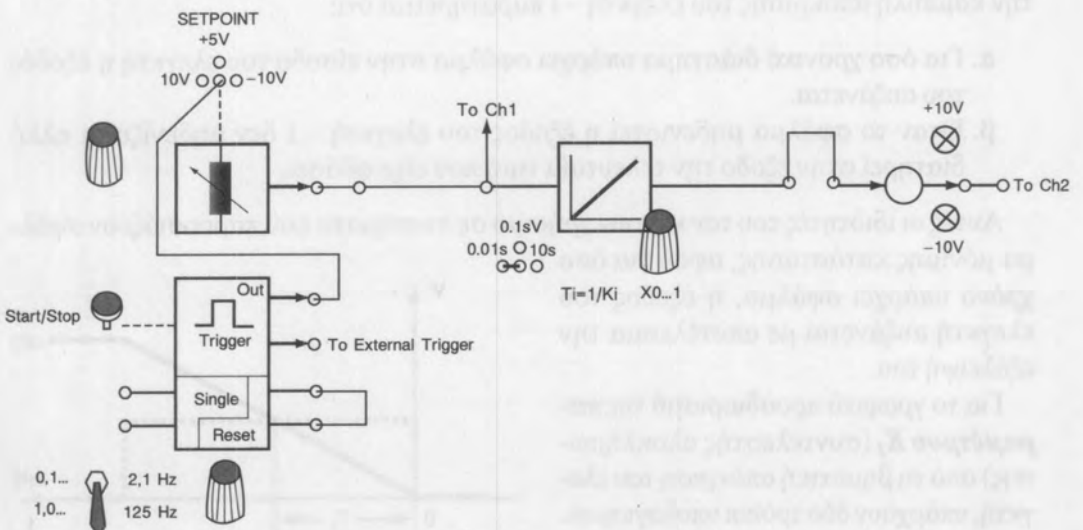 SETPOINT
+5V
10V
-10V
To Ch1
+10V
To Ch2
-10V
0.1sV
0.01s
10s
Ti=1/Ki
X0..1
Start/Stop
Out
Trigger
To External Trigger
Single
Reset
0,1...
2,1 Hz
1,0...
125 Hz